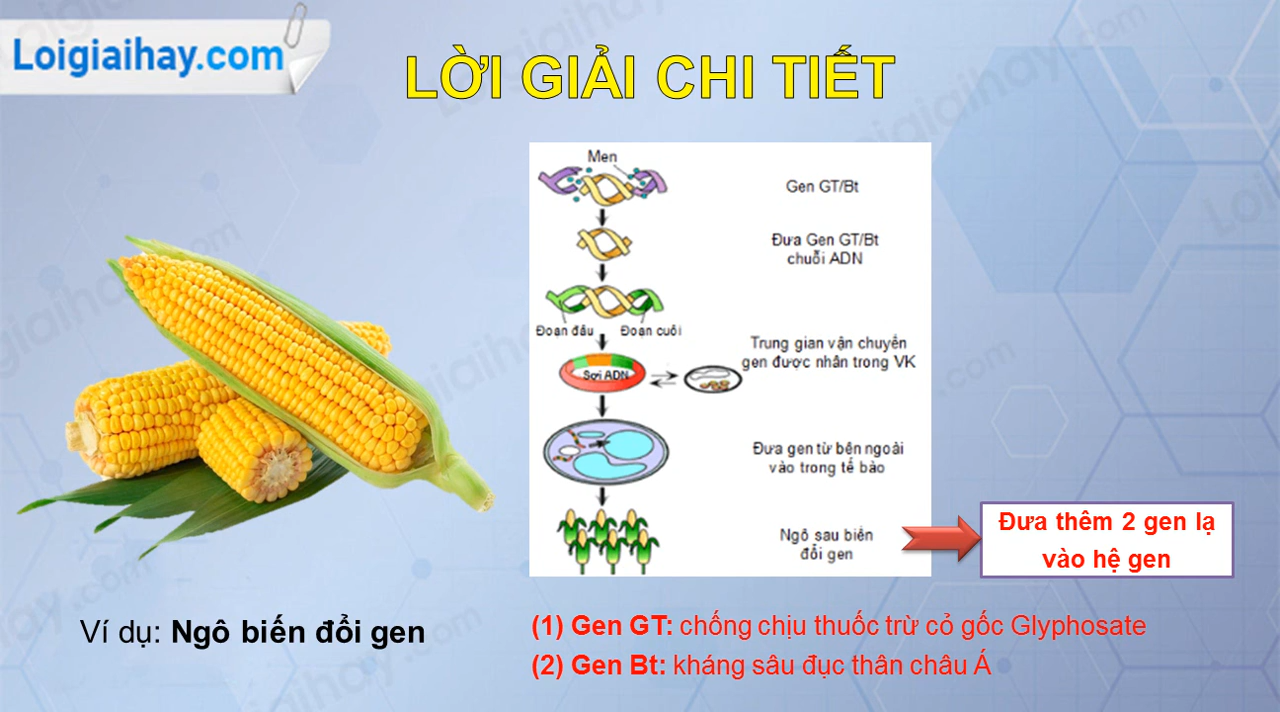 Loigiaihay.com
LỜI GIẢI CHI TIẾT
Men
Gen GT/Bt
Đưa Gen GT/Bt
chuỗi ADN
Đoạn đầu
Đoạn cuối
Trung gian vận chuyển
gen được nhân trong VK
Sợi ADN
Đưa gen từ bên ngoài
vào trong tế bào
Ngô sau biến
đổi gen
Đưa thêm 2 gen lạ
vào hệ gen
Ví dụ: Ngô biến đổi gen
(1) Gen GT: chống chịu thuốc trừ cỏ gốc Glyphosate
(2) Gen Bt: kháng sâu đục thân châu Á